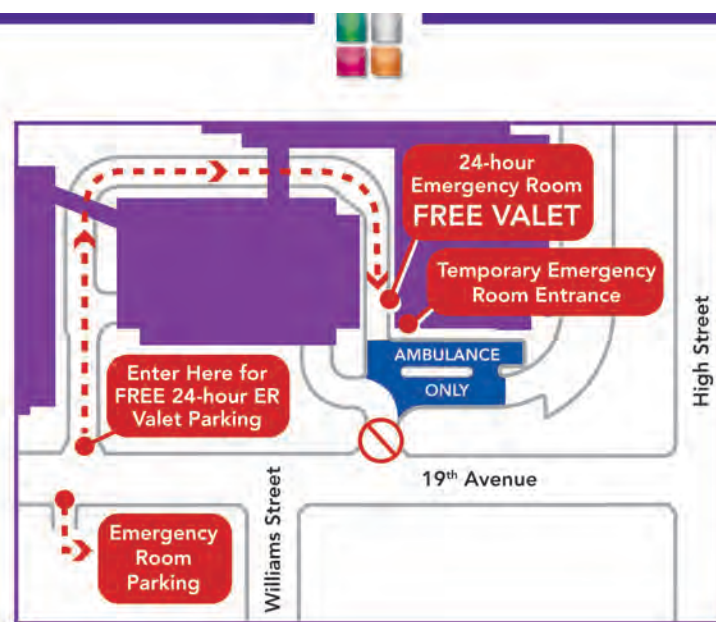 24-hour
Emergency Room
FREE VALET
Temporary Emergency
Room Entrance
AMBULANCE
ONLY
Enter Here for
FREE 24-hour ER
Valet Parking
High Street
19th Avenue
Williams Street
Emergency
Room
Parking